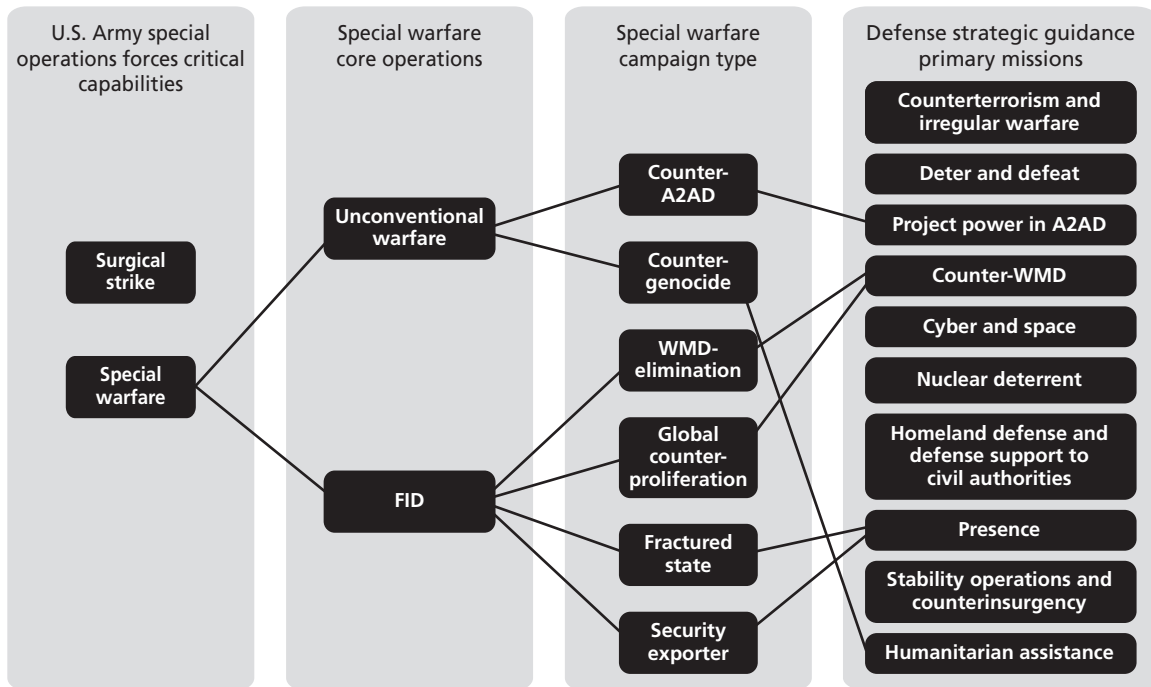 U.S. Army special
operations forces critical
capabilities
Surgical
strike
Special
warfare
Special warfare
core operations
Unconventional
warfare
FID
Special warfare
campaign type
Counter-
A2AD
Counter-
genocide
WMD-
elimination
Global
counter-
proliferation
Fractured
state
Security
exporter
Defense strategic guidance
primary missions
Counterterrorism and
irregular warfare
Deter and defeat
Project power in A2AD
Counter-WMD
Cyber and space
Nuclear deterrent
Homeland defense and
defense support to
civil authorities
Presence
Stability operations and
counterinsurgency
Humanitarian assistance